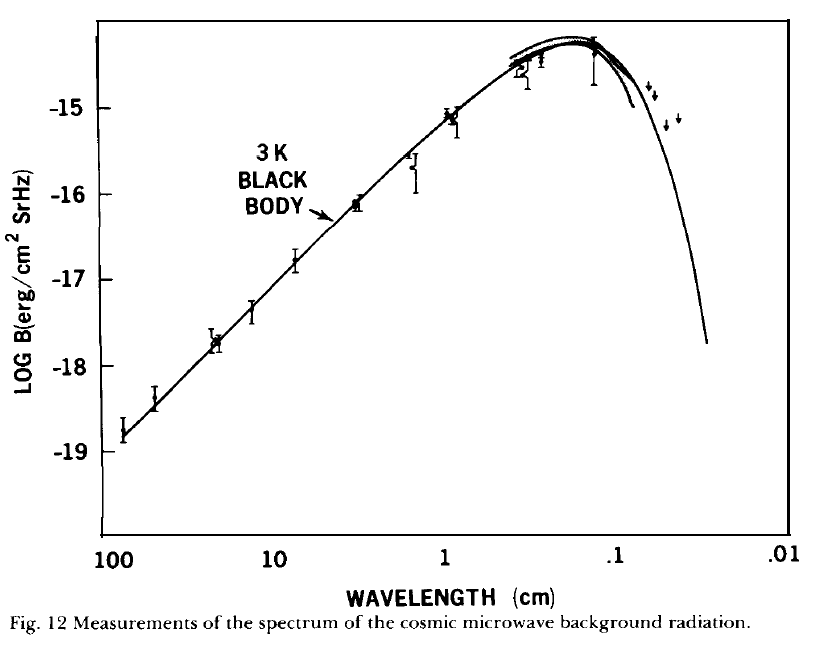 -15
-16
-17
-18
-19
LOG B(erg/cm² SrHz)
3 K
BLACK
BODY
100 10 1 .1 .01
WAVELENGTH (cm)
Fig. 12 Measurements of the spectrum of the cosmic microwave background radiation.